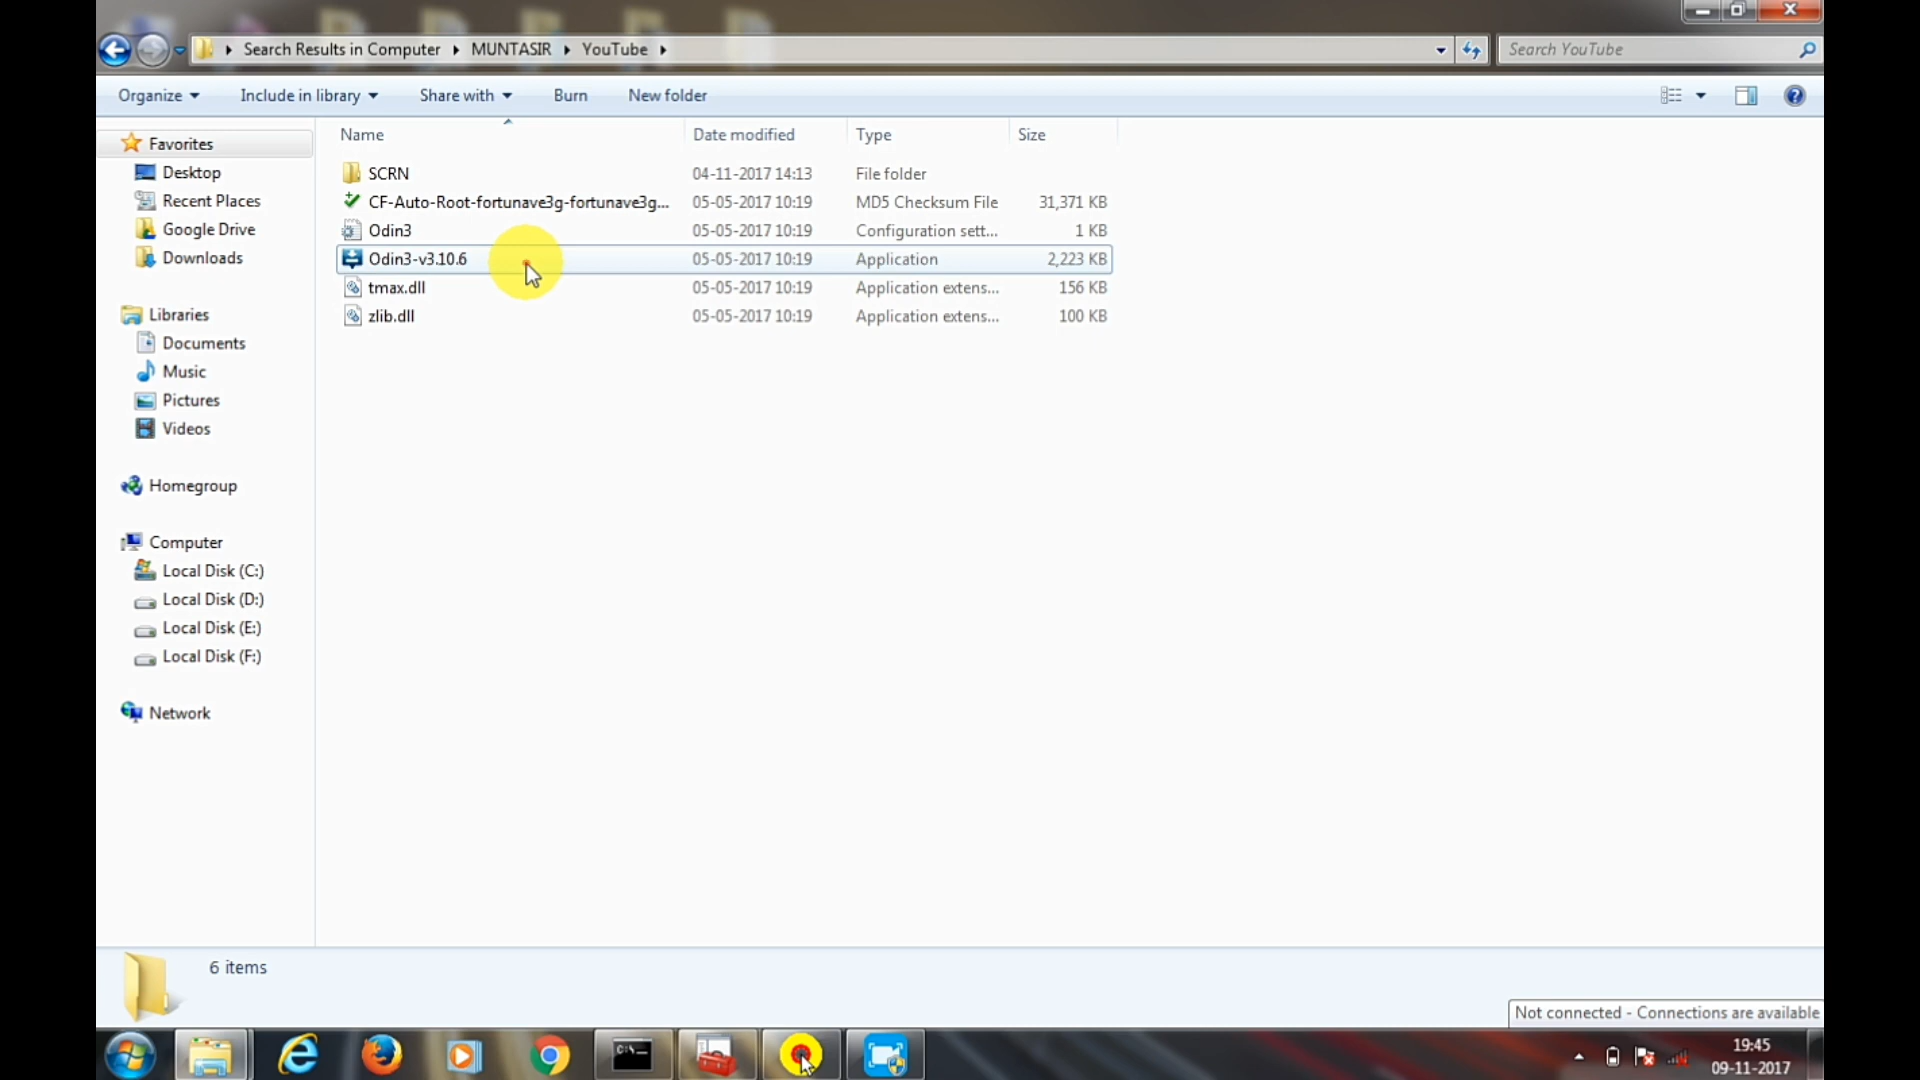 Search Results in Computer MUNTASIR YouTube Search YouTube
Organize Include in library Share with Burn New folder
Name Date modified Type Size
Favorites
Desktop
Recent Places
Google Drive
Downloads
Libraries
Documents
Music
Pictures
Videos
Homegroup
Computer
Local Disk (C:)
Local Disk (D:)
Local Disk (E:)
Local Disk (F:)
Network
SCRN 04-11-2017 14:13 File folder
CF-Auto-Root-fortunave3g-fortunave3g... 05-05-2017 10:19 MD5 Checksum File 31,371 KB
Odin3 05-05-2017 10:19 Configuration sett... 1 KB
Odin3-v3.10.6 05-05-2017 10:19 Application 2,223 KB
tmax.dll 05-05-2017 10:19 Application extens... 156 KB
zlib.dll 05-05-2017 10:19 Application extens... 100 KB
6 items
Not connected - Connections are available
C:\
19:45
09-11-2017